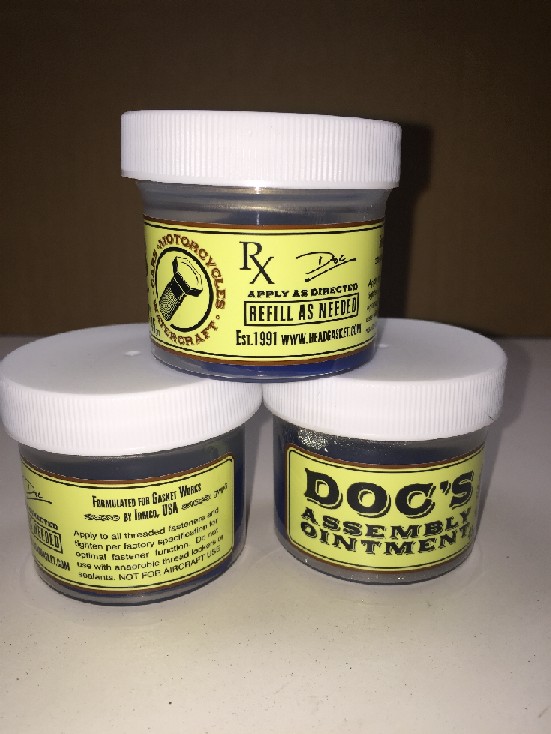 CARS • MOTORCYCLES
WATERCRAFT •
Rx
Doc
APPLY AS DIRECTED
REFILL AS NEEDED
EST.1991 WWW.HEADGASKET.COM
FORMULATED FOR GASKET WORKS
BY TOMCO, USA
Apply to all threaded fasteners and
tighten per factory specification for
optimal fastener function. Do not
use with anaerobic thread lockers or
sealants. NOT FOR AIRCRAFT USE
DOC'S
ASSEMBLY
OINTMENT